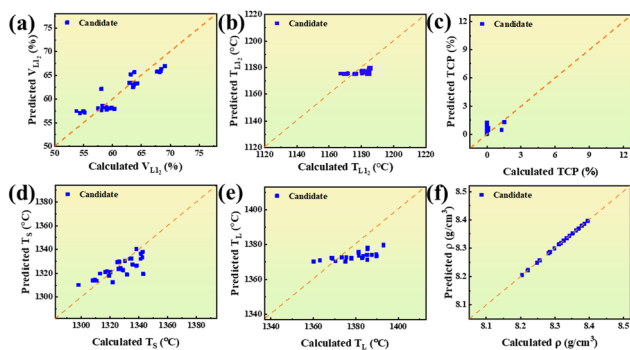 (a)
Candidate
Predicted V_L1₂ (%)
75
70
65
60
55
50
50 55 60 65 70 75
Calculated V_L1₂ (%)
(b)
Candidate
Predicted T_L1₂ (°C)
1220
1200
1180
1160
1140
1120
1120 1140 1160 1180 1200 1220
Calculated T_L1₂ (°C)
(c)
Candidate
Predicted TCP (%)
12
9
6
3
0
0 3 6 9 12
Calculated TCP (%)
(d)
Candidate
Predicted T_S (°C)
1380
1360
1340
1320
1300
1300 1320 1340 1360 1380
Calculated T_S (°C)
(e)
Candidate
Predicted T_L (°C)
1400
1380
1360
1340
1340 1360 1380 1400
Calculated T_L (°C)
(f)
Candidate
Predicted ρ (g/cm³)
8.5
8.4
8.3
8.2
8.1
8.1 8.2 8.3 8.4 8.5
Calculated ρ (g/cm³)